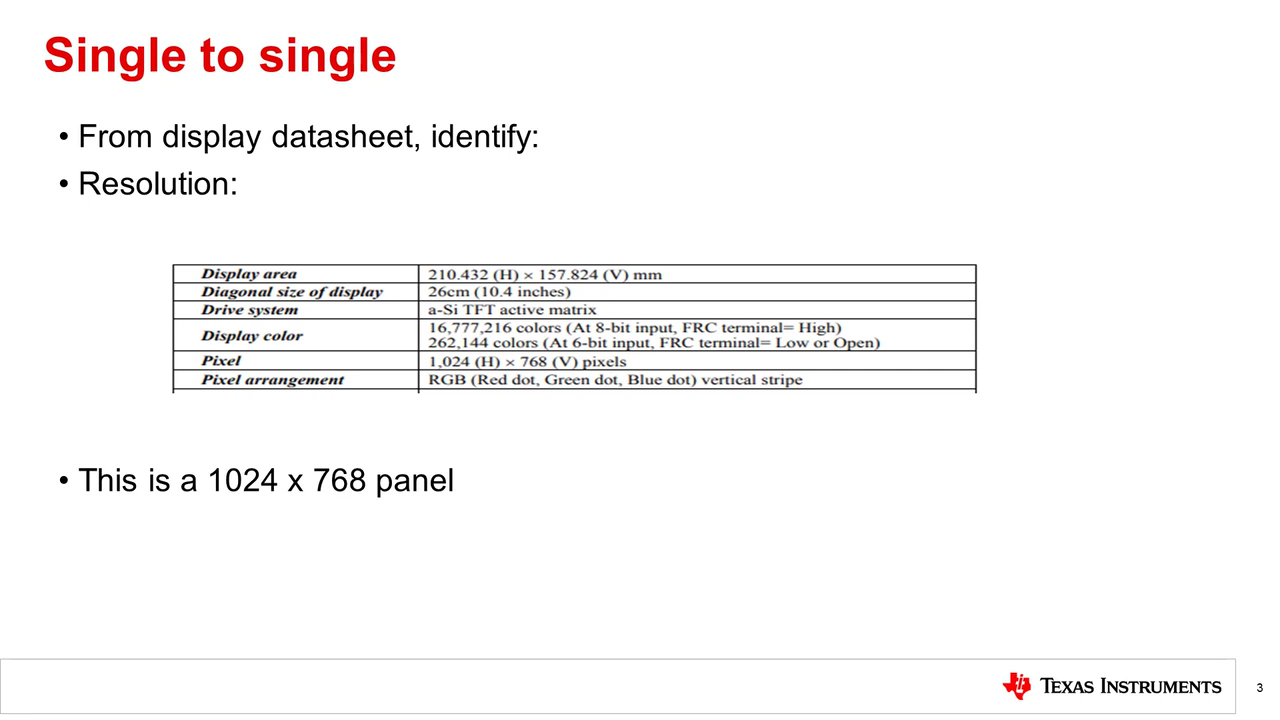 Single to single
• From display datasheet, identify:
• Resolution:
Display area 210.432 (H) × 157.824 (V) mm
Diagonal size of display 26cm (10.4 inches)
Drive system a-Si TFT active matrix
Display color 16,777,216 colors (At 8-bit input, FRC terminal= High)
262,144 colors (At 6-bit input, FRC terminal= Low or Open)
Pixel 1,024 (H) × 768 (V) pixels
Pixel arrangement RGB (Red dot, Green dot, Blue dot) vertical stripe
• This is a 1024 x 768 panel
TEXAS INSTRUMENTS
3